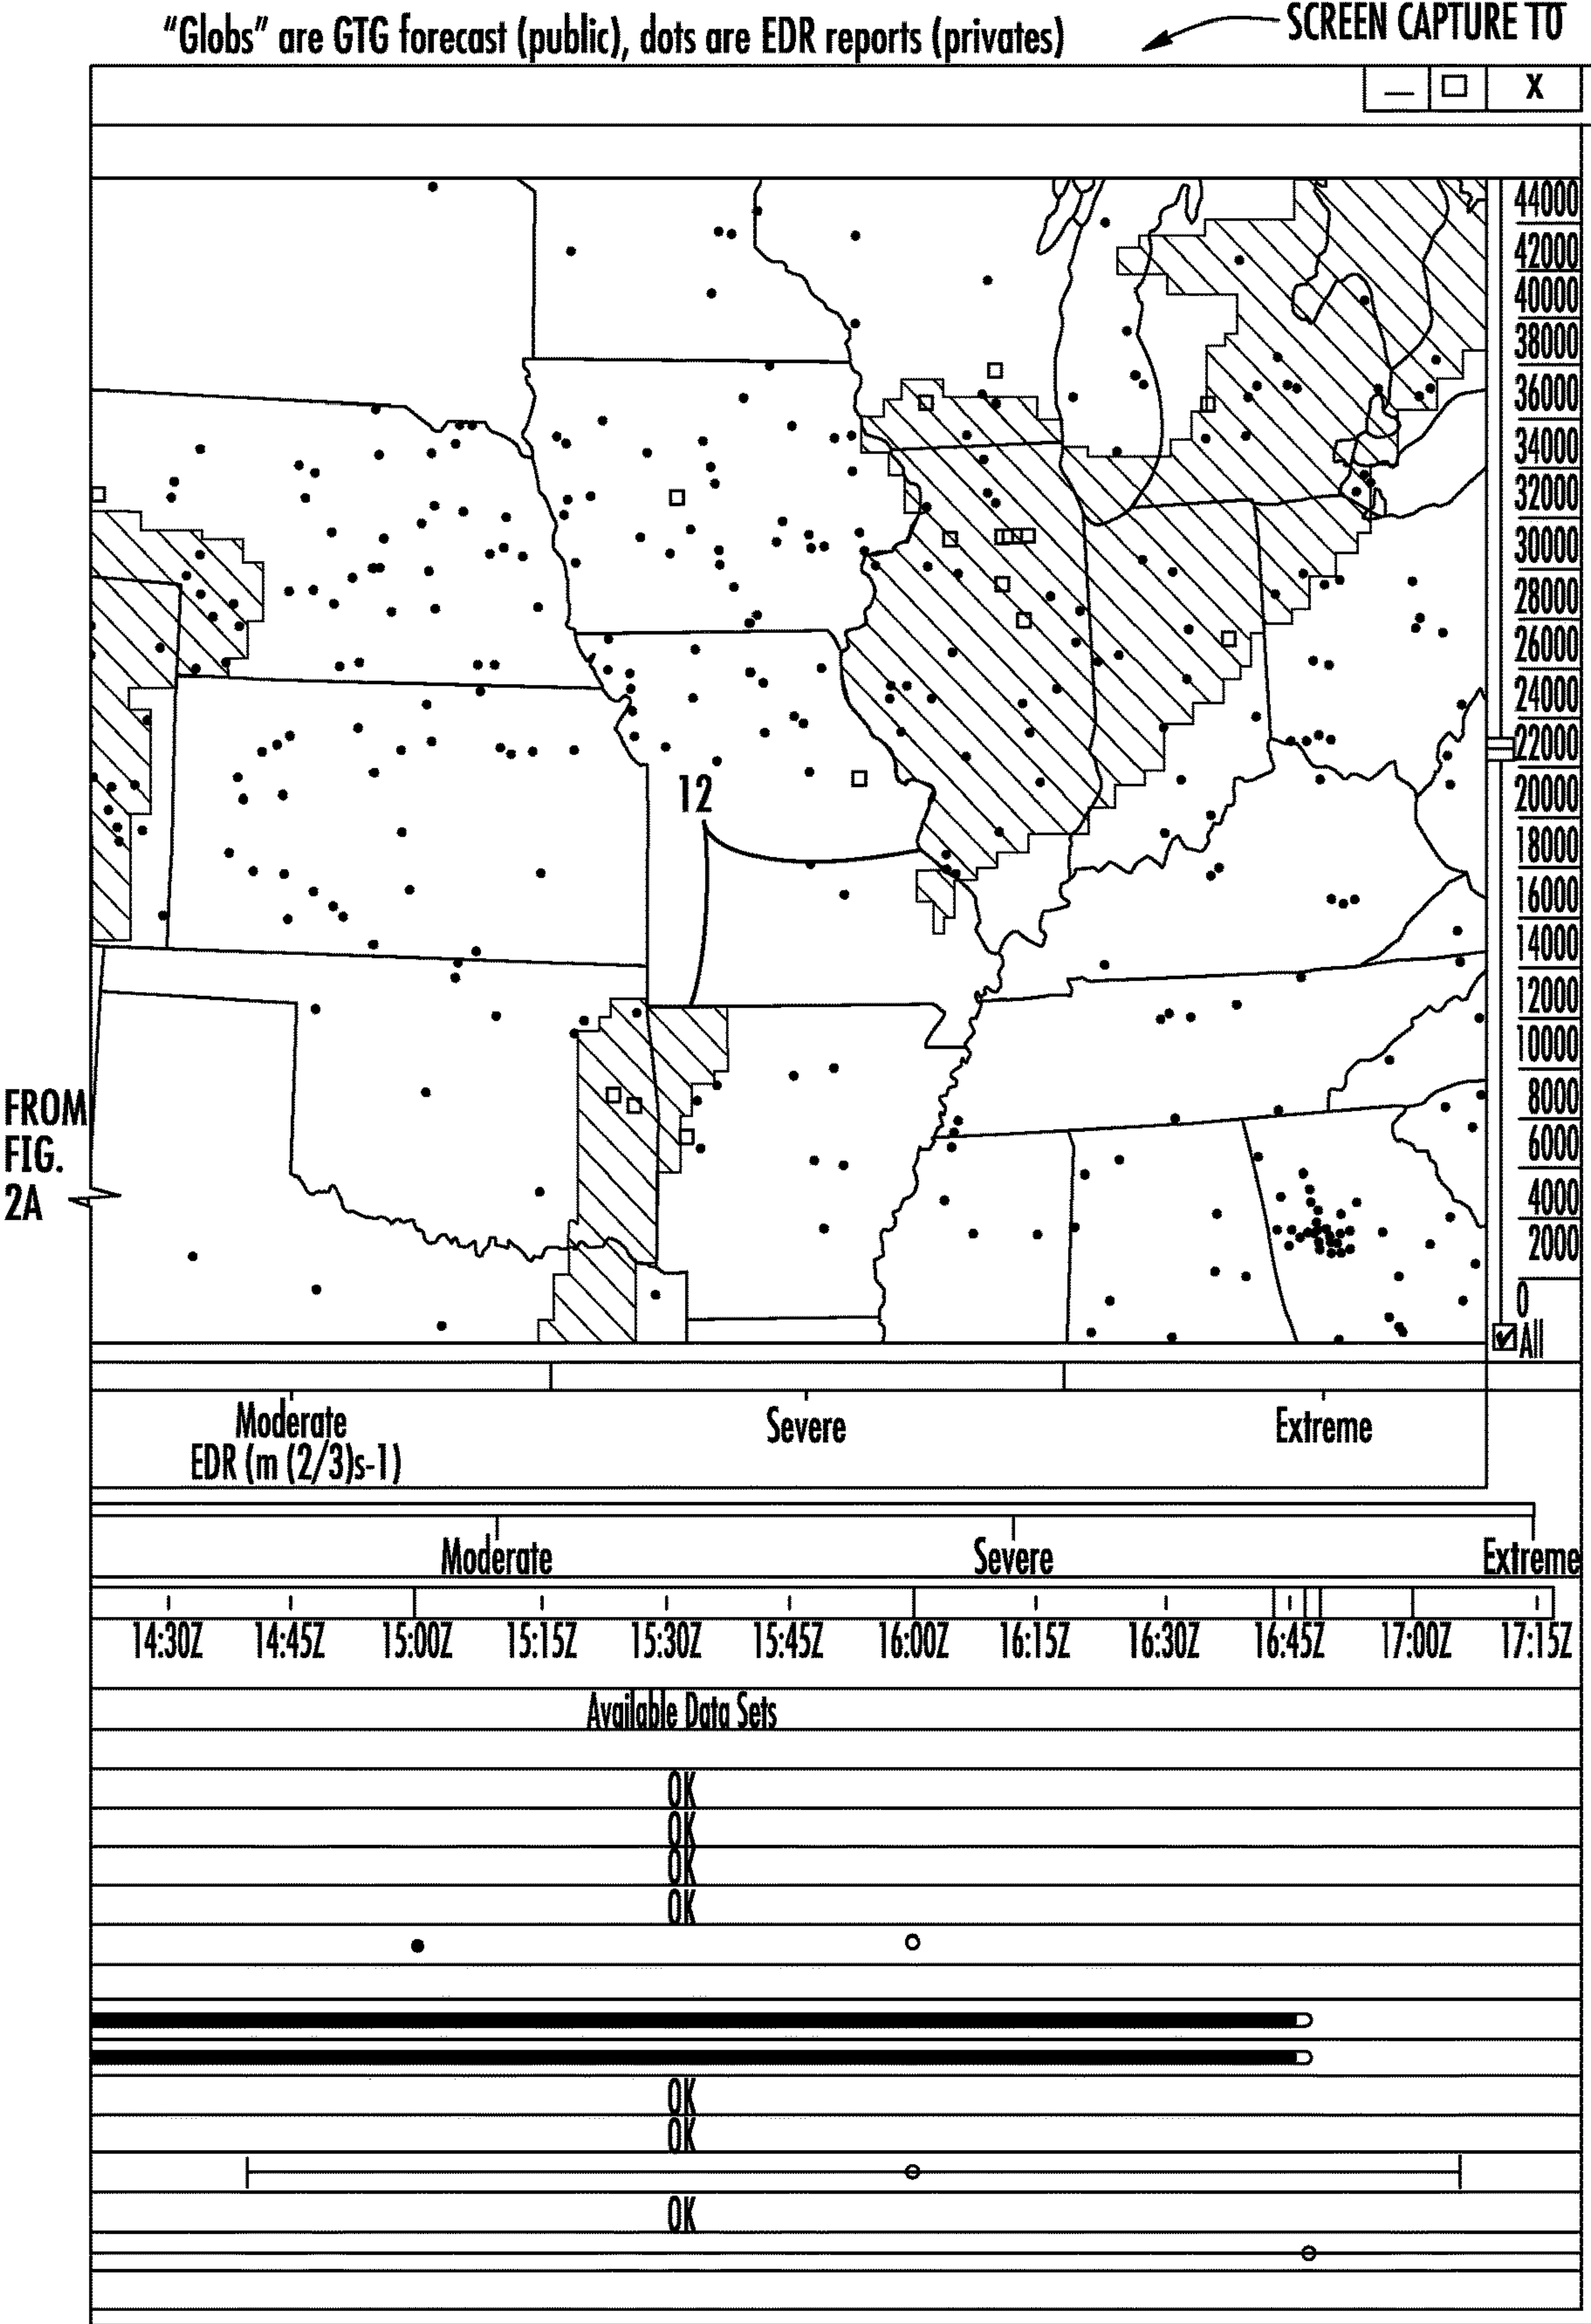 "Globs" are GTG forecast (public), dots are EDR reports (privates)
SCREEN CAPTURE T0
X
44000
42000
40000
38000
36000
34000
32000
30000
28000
26000
24000
22000
20000
18000
16000
14000
12000
10000
8000
6000
4000
2000
0
All
12
FROM
FIG.
2A
Moderate Severe Extreme
EDR (m (2/3)s-1)
Moderate Severe Extreme
14:30Z 14:45Z 15:00Z 15:15Z 15:30Z 15:45Z 16:00Z 16:15Z 16:30Z 16:45Z 17:00Z 17:15Z
Available Data Sets
OK
OK
OK
OK
OK
OK
OK